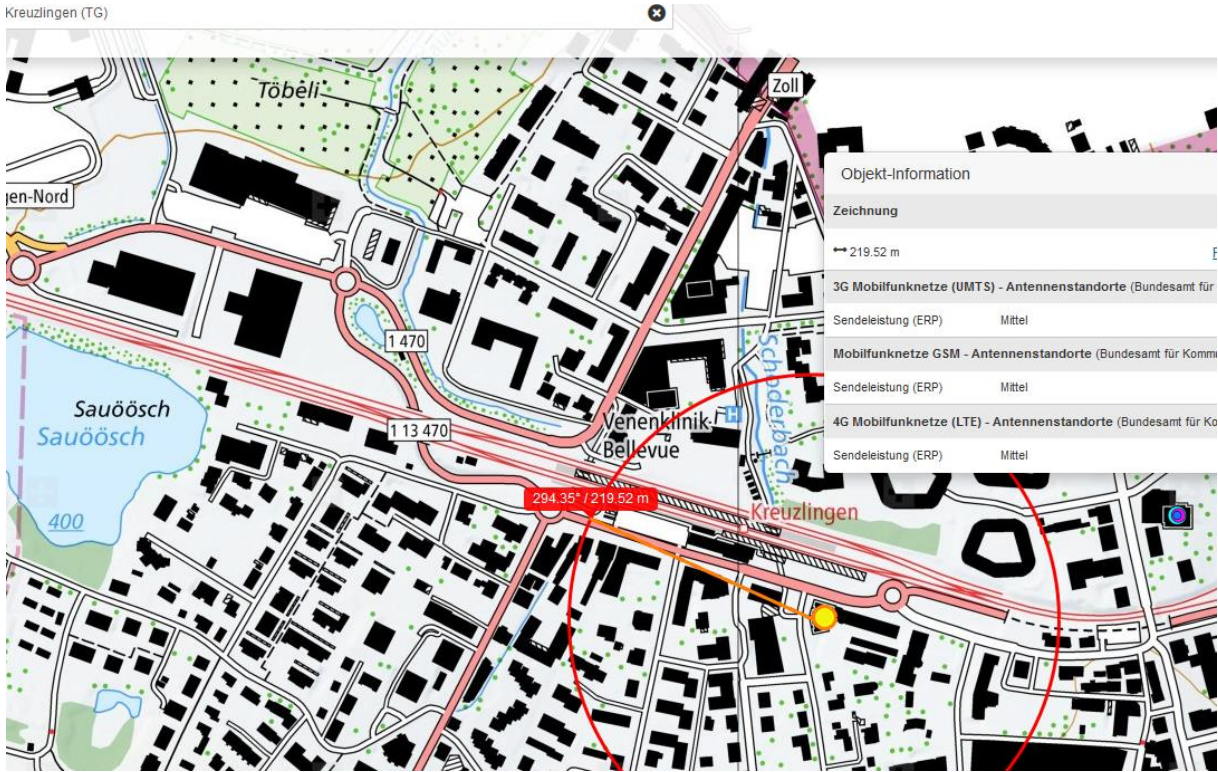 Kreuzlingen (TG)
Töbeli
Zoll
gen-Nord
Objekt-Information
Zeichnung
219.52 m
3G Mobilfunknetze (UMTS) - Antennenstandorte (Bundesamt für
Sendeleistung (ERP) Mittel
Mobilfunknetze GSM - Antennenstandorte (Bundesamt für Kommu
Sendeleistung (ERP) Mittel
4G Mobilfunknetze (LTE) - Antennenstandorte (Bundesamt für Ko
Sendeleistung (ERP) Mittel
1 470
Schoderbach
Sauöösch
Sauöösch
1 13 470
Venenklinik
Bellevue
H
294.35° / 219.52 m
Kreuzlingen
400